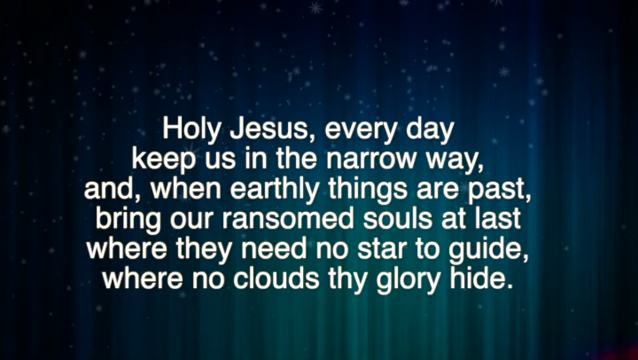 Holy Jesus, every day
keep us in the narrow way,
and, when earthly things are past,
bring our ransomed souls at last
where they need no star to guide,
where no clouds thy glory hide.